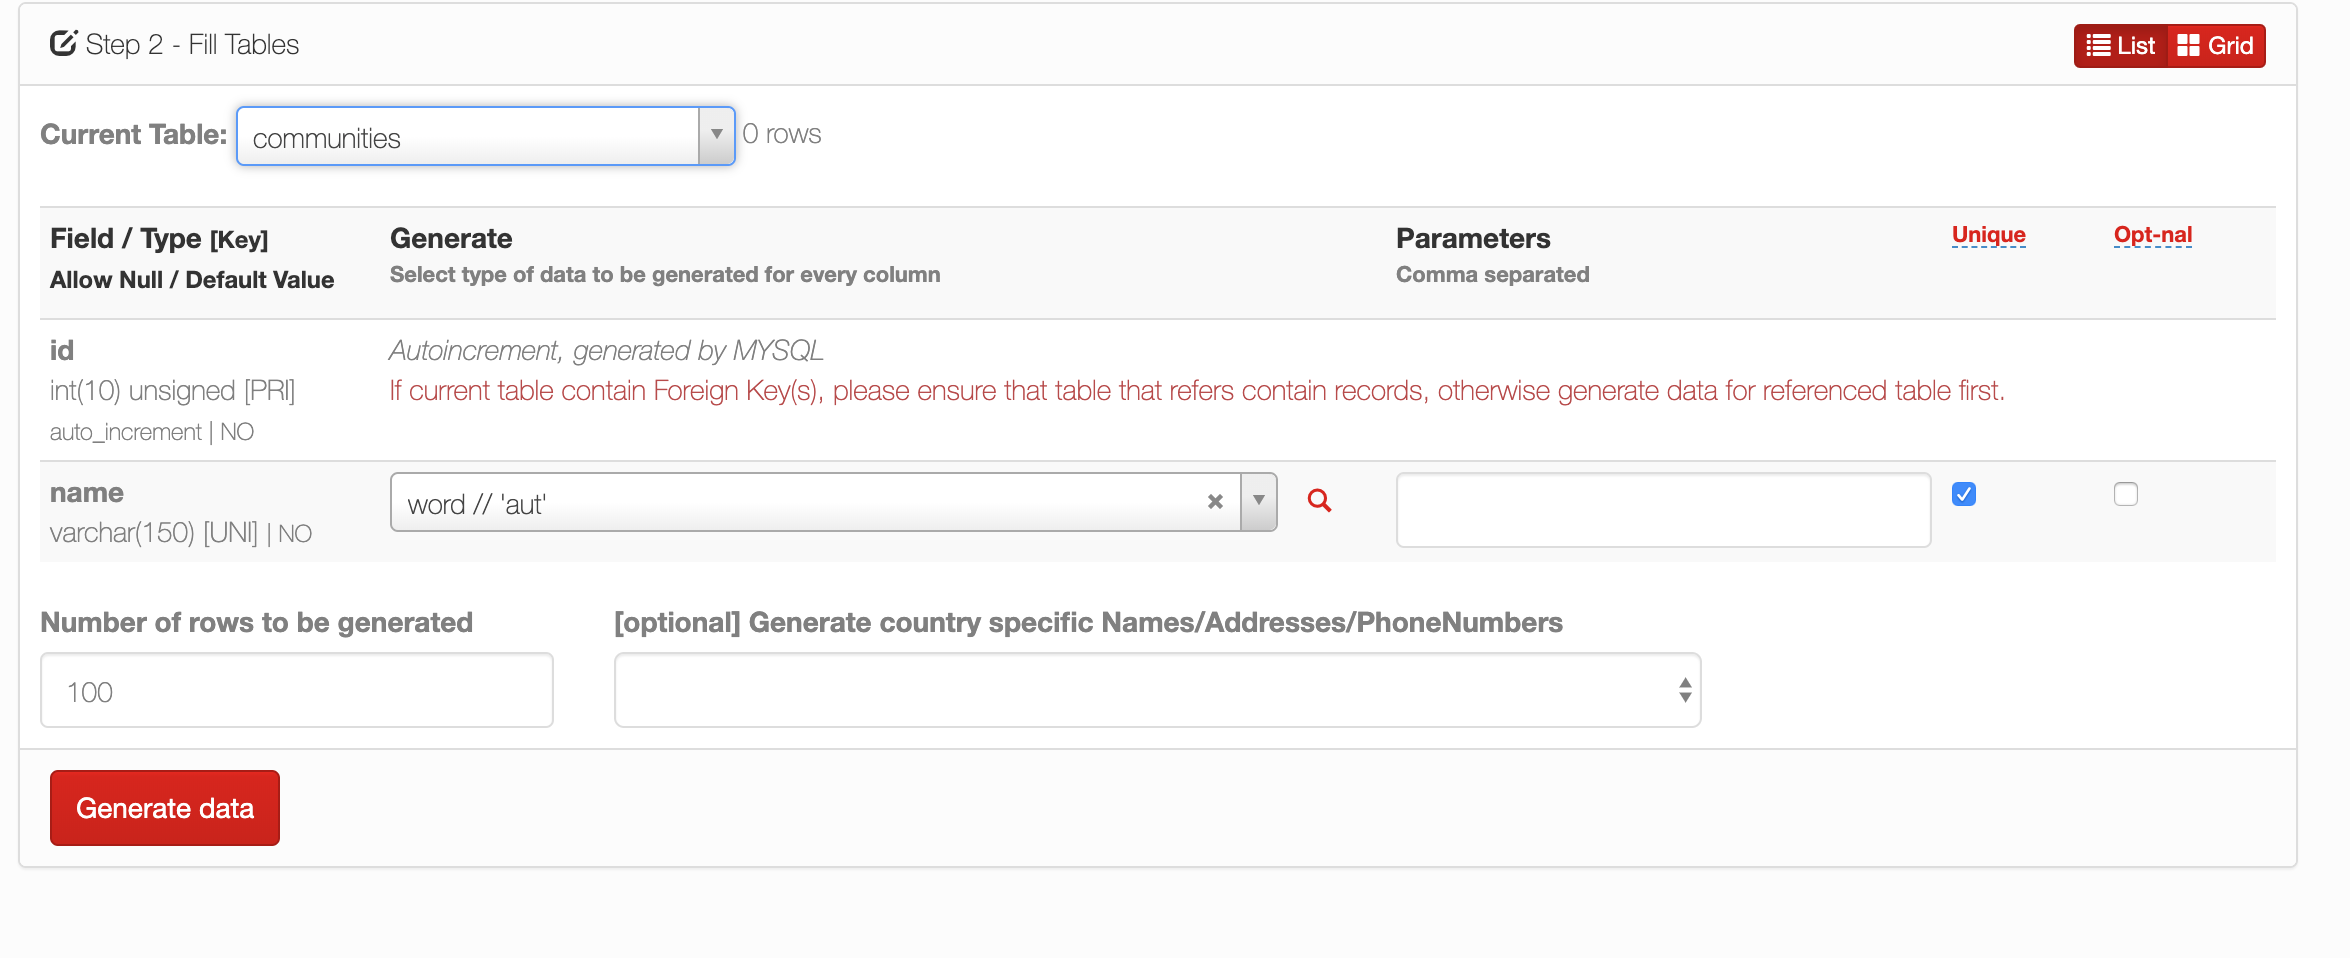 Step 2 - Fill Tables
List
Grid
Current Table:
communities
0 rows
Field / Type [Key]
Allow Null / Default Value
Generate
Select type of data to be generated for every column
Parameters
Comma separated
Unique
Opt-nal
id
int(10) unsigned [PRI]
auto_increment | NO
Autoincrement, generated by MYSQL
If current table contain Foreign Key(s), please ensure that table that refers contain records, otherwise generate data for referenced table first.
name
varchar(150) [UNI] | NO
word // 'aut'
Number of rows to be generated
100
[optional] Generate country specific Names/Addresses/PhoneNumbers
Generate data